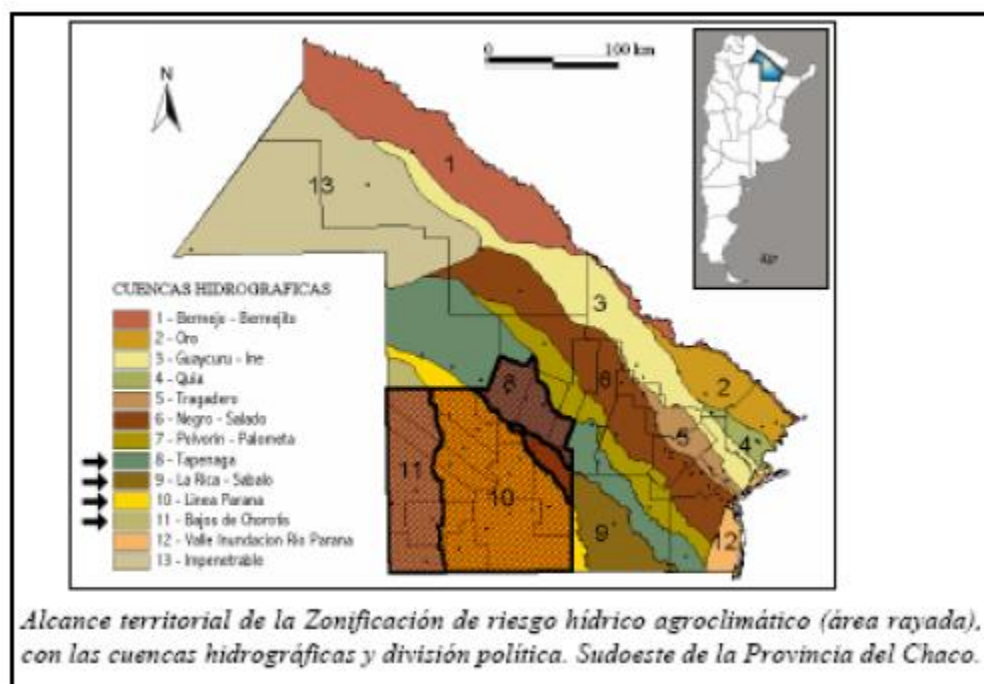 N
0 100 km
1
13
3
CUENCAS HIDROGRAFICAS
1 - Bermejo - Bermejito
2 - Oro
3 - Guaycuru - Ine
4 - Quia
5 - Tragadero
6 - Negro - Salado
7 - Polvorin - Palometa
8 - Tapenaga
9 - La Rica - Sabalo
10 - Linea Parana
11 - Bajos de Chorotis
12 - Valle Inundacion Rio Parana
13 - Impenetrable
8
6
2
5
4
11
10
9
12
Alcance territorial de la Zonificación de riesgo hídrico agroclimático (área rayada),
con las cuencas hidrográficas y división política. Sudoeste de la Provincia del Chaco.